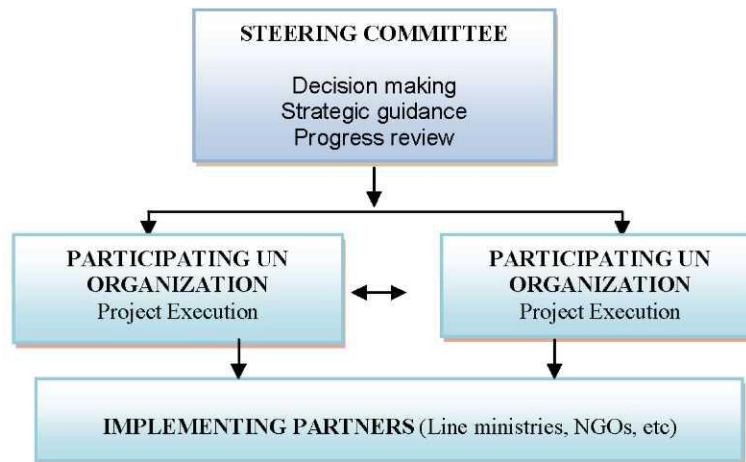 STEERING COMMITTEE
Decision making
Strategic guidance
Progress review
PARTICIPATING UN
ORGANIZATION
Project Execution
PARTICIPATING UN
ORGANIZATION
Project Execution
IMPLEMENTING PARTNERS (Line ministries, NGOs, etc)